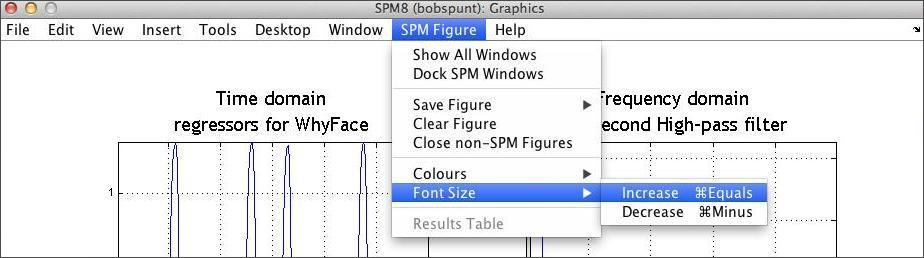 SPM8 (bobspunt): Graphics
File Edit View Insert Tools Desktop Window SPM Figure Help
Show All Windows
Dock SPM Windows
Save Figure
Clear Figure
Close non-SPM Figures
Colours
Font Size
Results Table
Increase ⌘Equals
Decrease ⌘Minus
Time domain
regressors for WhyFace
1
Frequency domain
econd High-pass filter